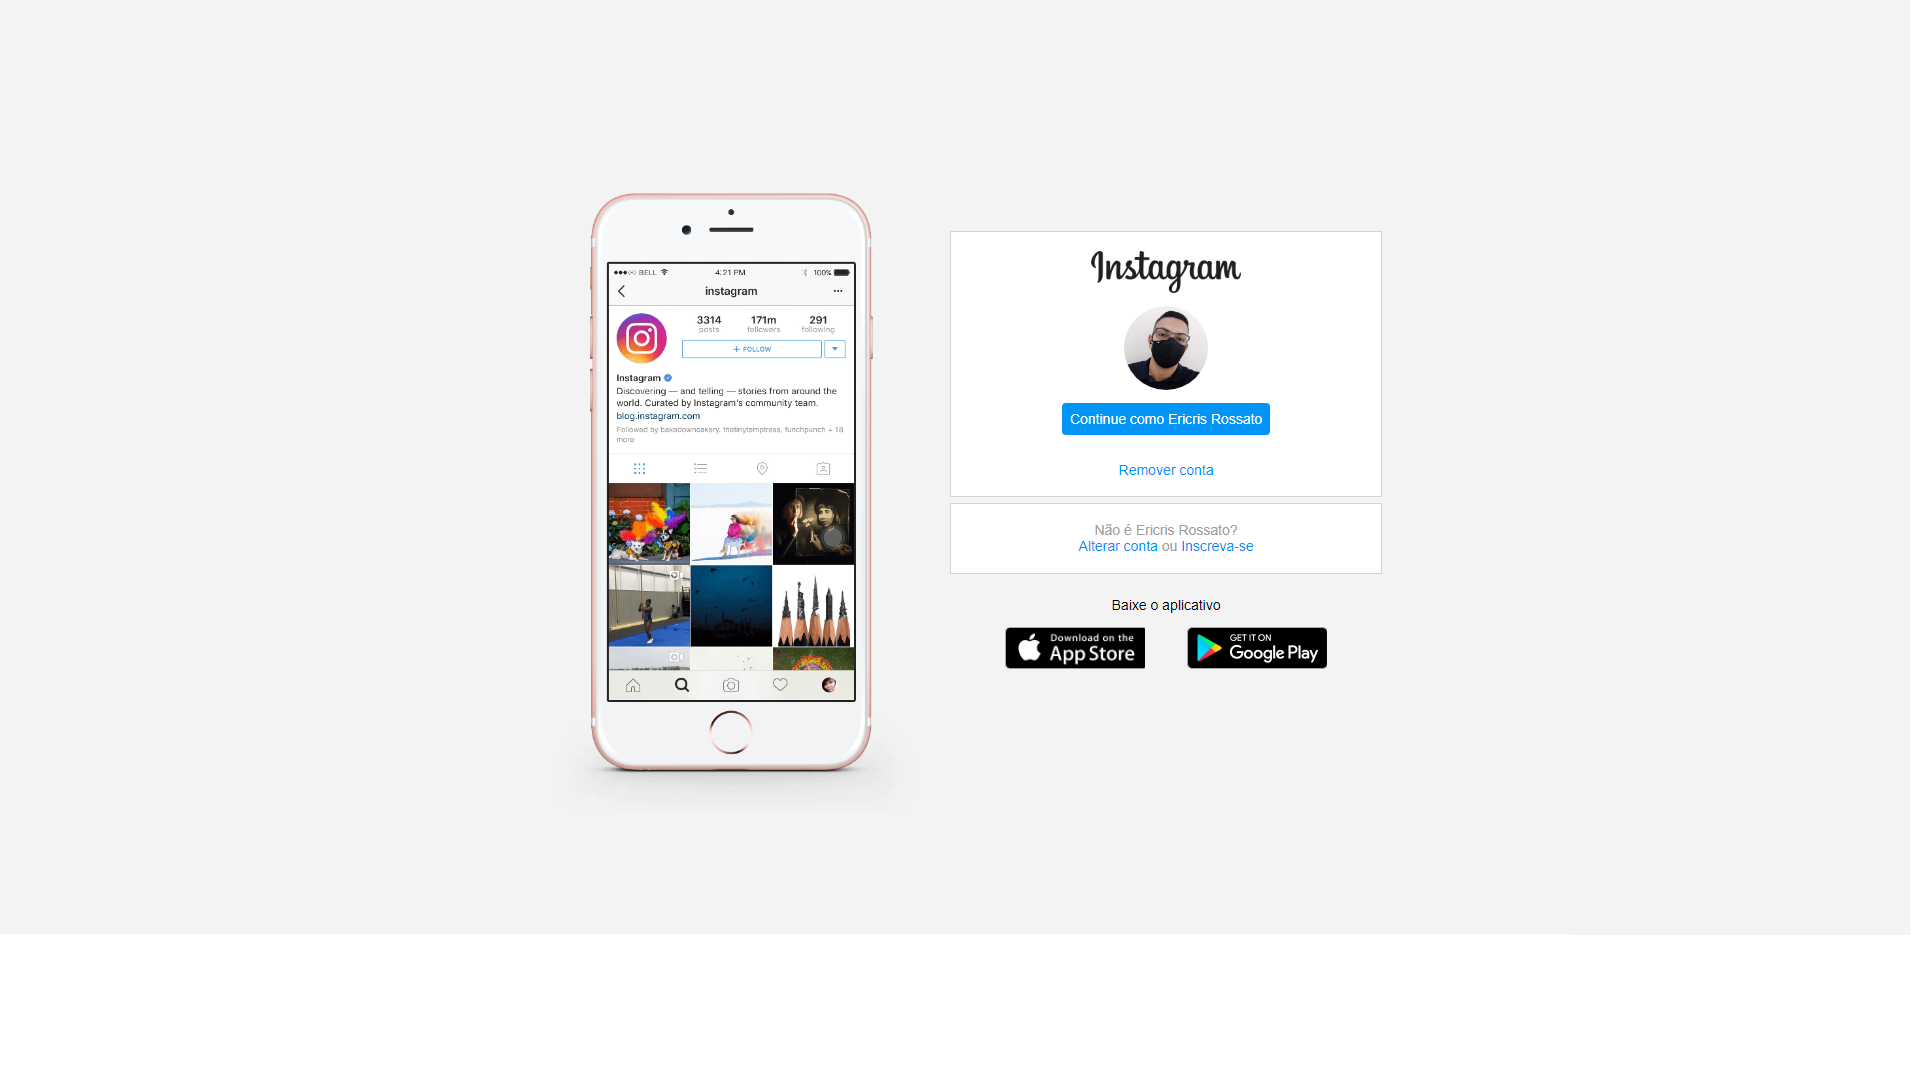 BELL
4:21 PM
100%
instagram
3314
posts
171m
followers
291
following
+ FOLLOW
Instagram
Discovering — and telling — stories from around the
world. Curated by Instagram's community team.
blog.instagram.com
Followed by bakedowncakery, thetinytemptress, funchpunch + 18
more
Instagram
Continue como Ericris Rossato
Remover conta
Não é Ericris Rossato?
Alterar conta ou Inscreva-se
Baixe o aplicativo
Download on the
App Store
GET IT ON
Google Play